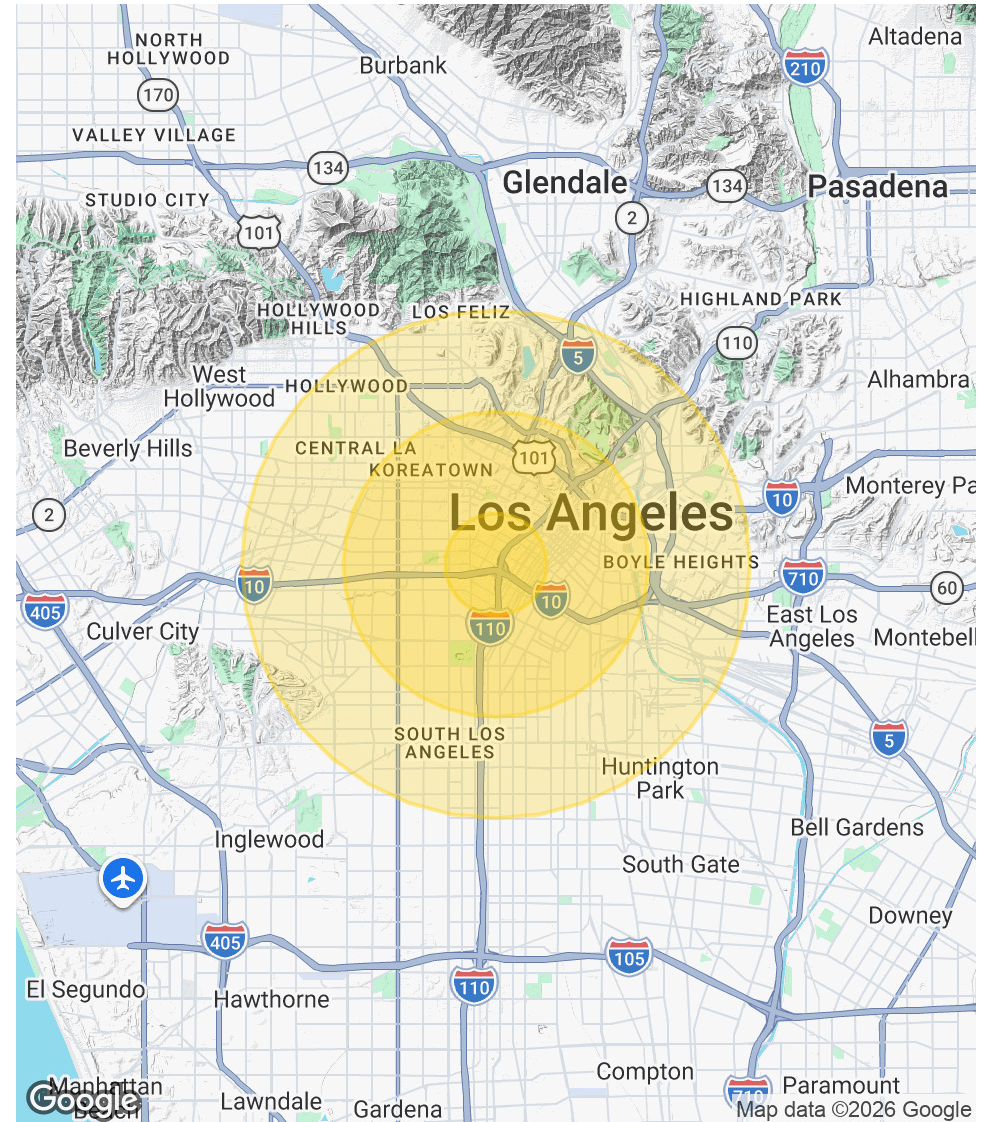 Altadena
NORTH
HOLLYWOOD
Burbank
210
170
VALLEY VILLAGE
134
Glendale
134
Pasadena
STUDIO CITY
2
101
HIGHLAND PARK
HOLLYWOOD
HILLS
LOS FELIZ
110
5
West
Hollywood
HOLLYWOOD
Alhambra
Beverly Hills
CENTRAL LA
KOREATOWN
101
Monterey Pa
10
2
Los Angeles
BOYLE HEIGHTS
10
710
60
10
405
110
East Los
Angeles
Culver City
Montebell
SOUTH LOS
ANGELES
5
Huntington
Park
Inglewood
Bell Gardens
South Gate
Downey
405
105
110
El Segundo
Hawthorne
Compton
Manhattan
Beach
Google
710
Paramount
Lawndale
Gardena
Map data ©2026 Google